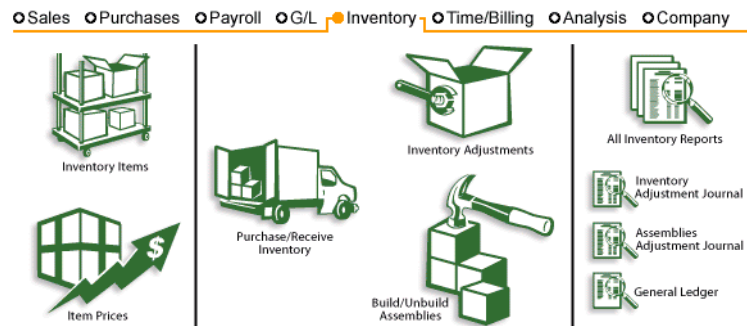 Sales Purchases Payroll G/L Inventory Time/Billing Analysis Company
Inventory Items
Item Prices
Purchase/Receive
Inventory
Inventory Adjustments
Build/Unbuild
Assemblies
$
All Inventory Reports
Inventory
Adjustment Journal
Assemblies
Adjustment Journal
General Ledger